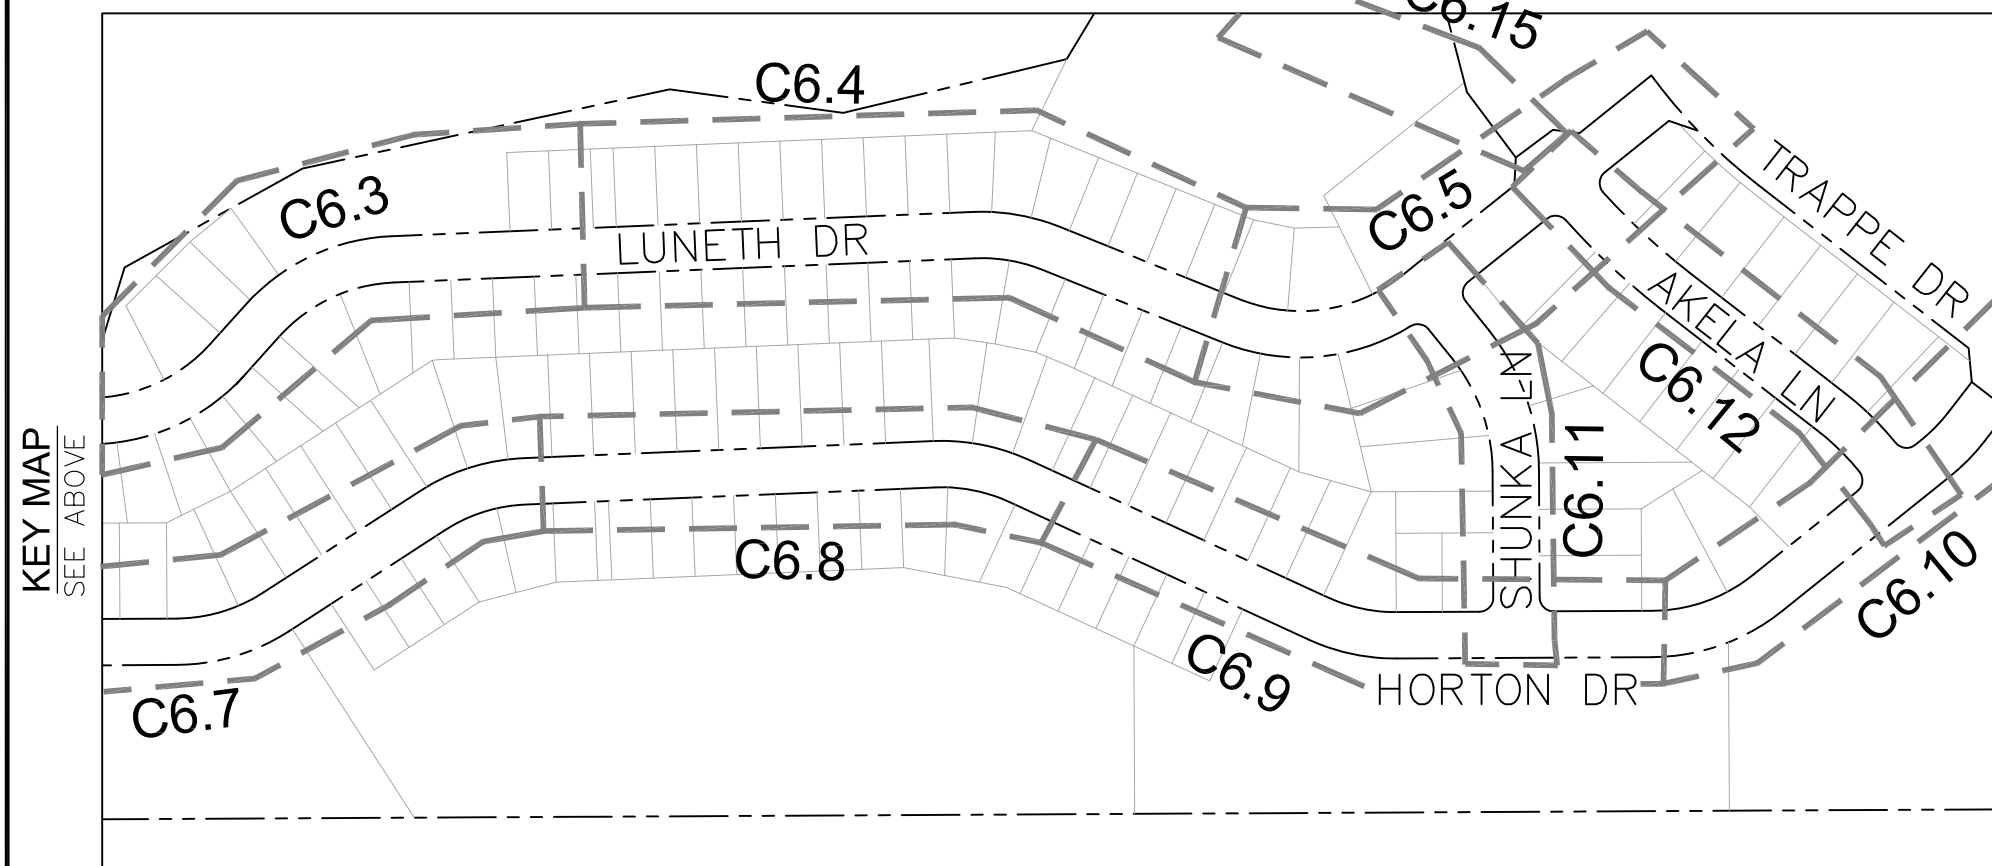 C6.15
C6.4
C6.3
C6.5
TRAPPE DR
LUNETH DR
AKELA LN
C6.12
KEY MAP
SEE ABOVE
SHUNKA LN
C6.11
C6.8
C6.10
C6.9
HORTON DR
C6.7